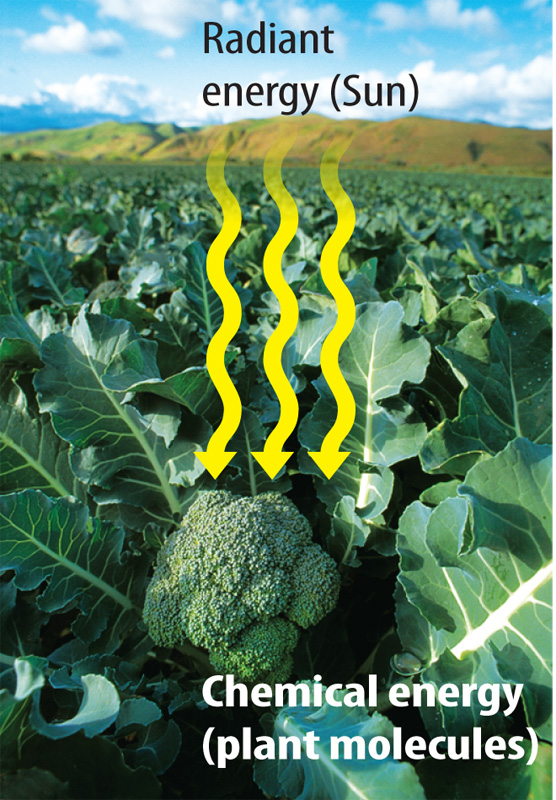 Radiant
energy (Sun)
Chemical energy
(plant molecules)